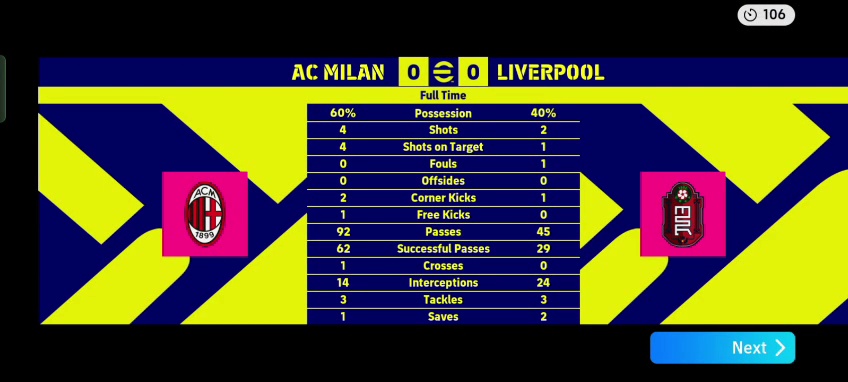 106
AC MILAN 0 0 LIVERPOOL
Full Time
60% Possession 40%
4 Shots 2
4 Shots on Target 1
0 Fouls 1
0 Offsides 0
2 Corner Kicks 1
1 Free Kicks 0
92 Passes 45
62 Successful Passes 29
1 Crosses 0
14 Interceptions 24
3 Tackles 3
1 Saves 2
ACM
1899
Next